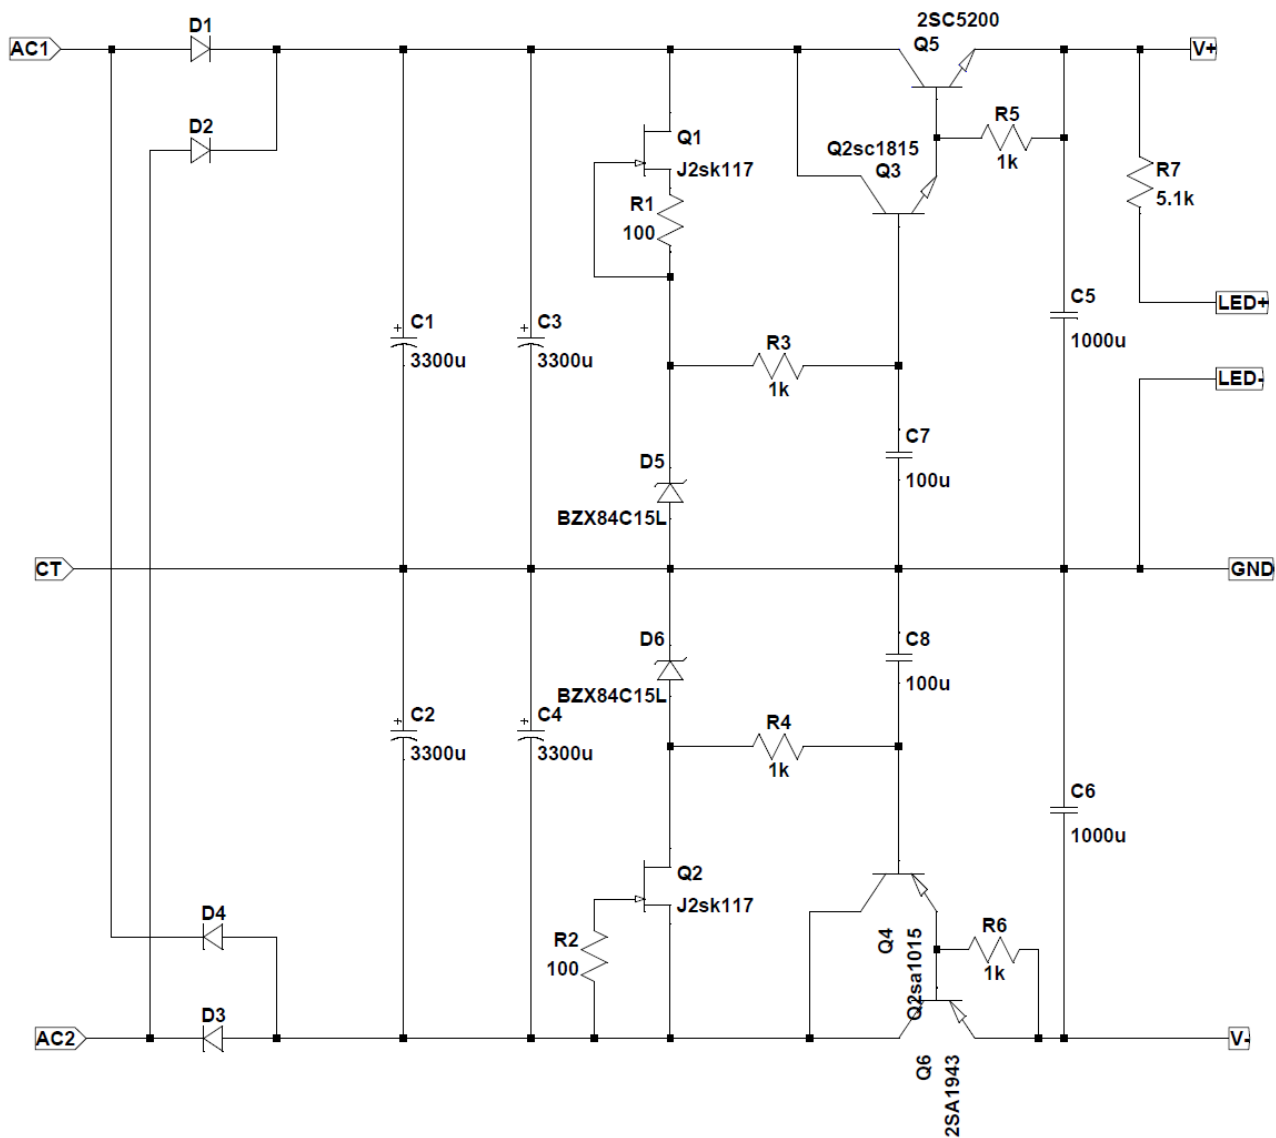 2SC5200
D1
Q5
AC1
V+
D2
R5
Q1
Q2sc1815
1k
R7
J2sk117
Q3
5.1k
R1
100
C5
LED+
C1
C3
1000u
R3
3300u
3300u
LED-
1k
C7
D5
100u
BZX84C15L
CT
GND
D6
C8
BZX84C15L
100u
C2
C4
R4
3300u
3300u
1k
C6
1000u
Q2
J2sk117
D4
R2
Q4
Q2sa1015
R6
100
1k
D3
AC2
V-
Q6
2SA1943